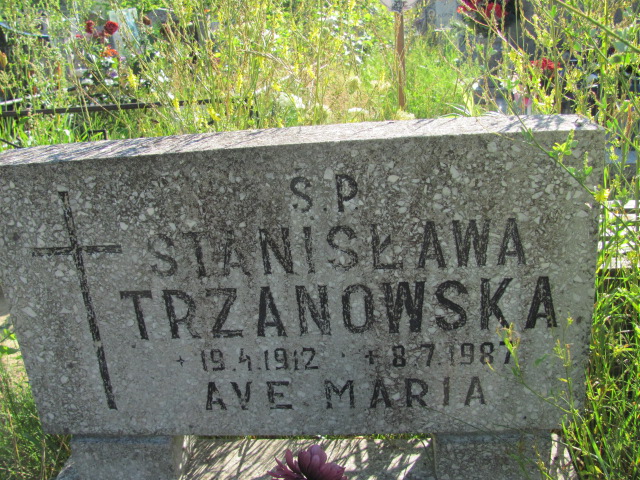 S.P.
STANISŁAWA
TRZANOWSKA
* 19.4.1912 + 8.7.1987
AVE MARIA